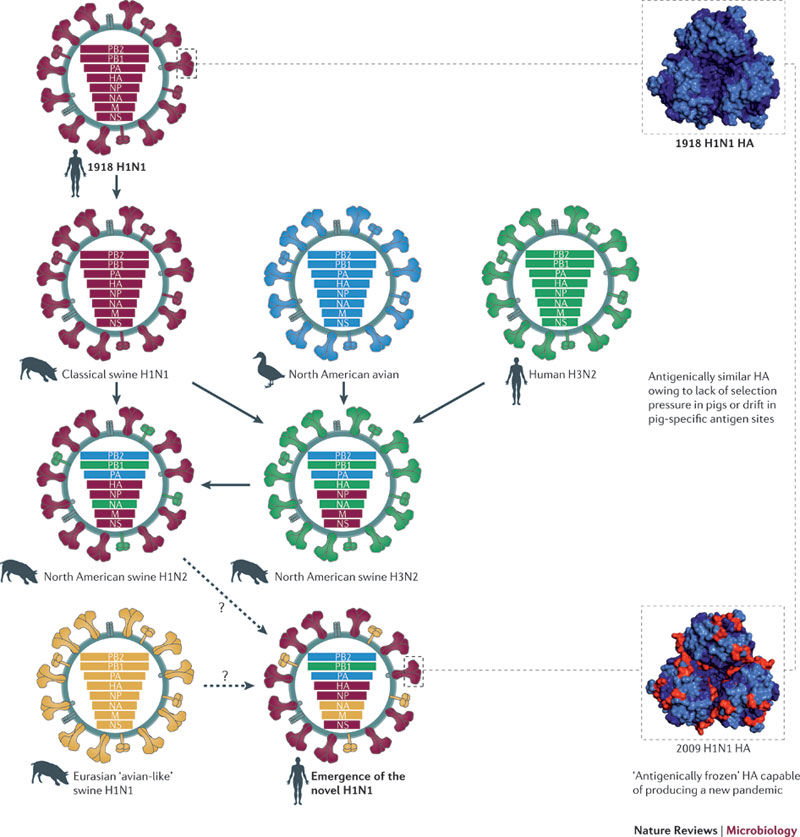 PB2
PB1
PA
HA
NP
NA
M
NS
1918 H1N1
1918 H1N1 HA
PB2
PB1
PA
HA
NP
NA
M
NS
Classical swine H1N1
PB2
PB1
PA
HA
NP
NA
M
NS
North American avian
PB2
PB1
PA
HA
NP
NA
M
NS
Human H3N2
Antigenically similar HA
owing to lack of selection
pressure in pigs or drift in
pig-specific antigen sites
PB2
PB1
PA
HA
NP
NA
M
NS
North American swine H1N2
PB2
PB1
PA
HA
NP
NA
M
NS
North American swine H3N2
?
?
PB2
PB1
PA
HA
NP
NA
M
NS
Eurasian ‘avian-like’
swine H1N1
PB2
PB1
PA
HA
NP
NA
M
NS
Emergence of the
novel H1N1
2009 H1N1 HA
‘Antigenically frozen’ HA capable
of producing a new pandemic
Nature Reviews | Microbiology